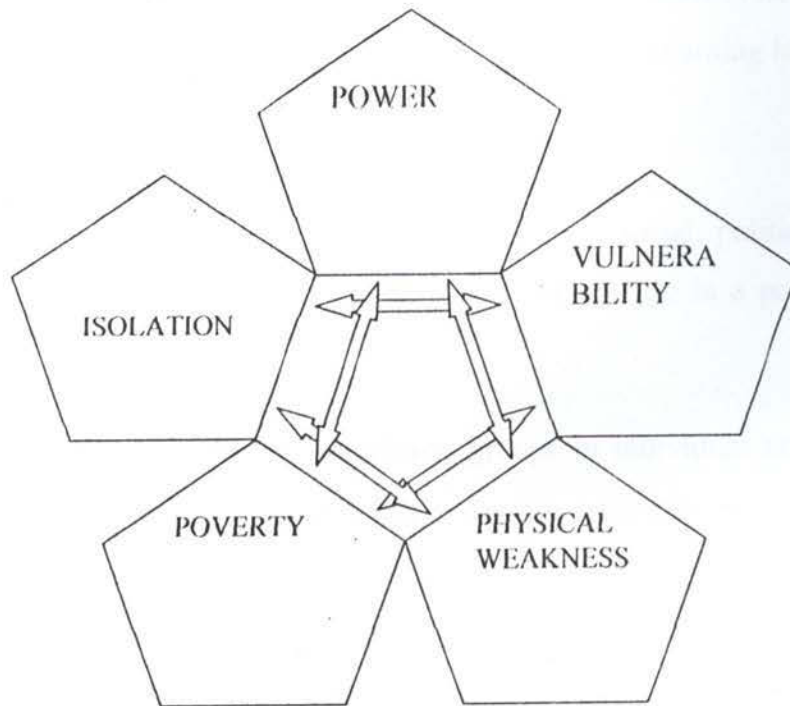 POWER
VULNERA
BILITY
ISOLATION
POVERTY
PHYSICAL
WEAKNESS